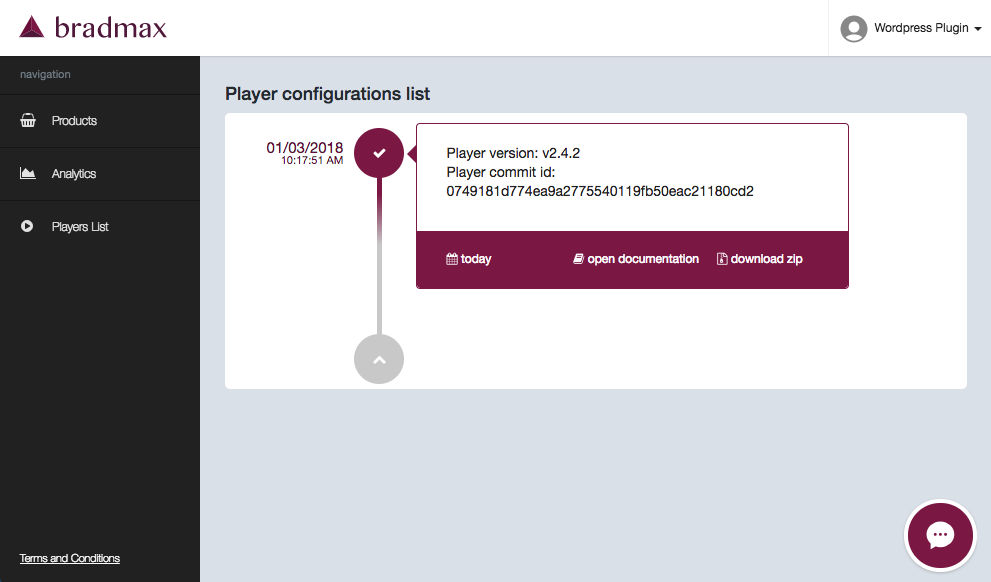 bradmax
Wordpress Plugin
navigation
Products
Analytics
Players List
Terms and Conditions
Player configurations list
01/03/2018
10:17:51 AM
Player version: v2.4.2
Player commit id:
0749181d774ea9a2775540119fb50eac21180cd2
today
open documentation
download zip